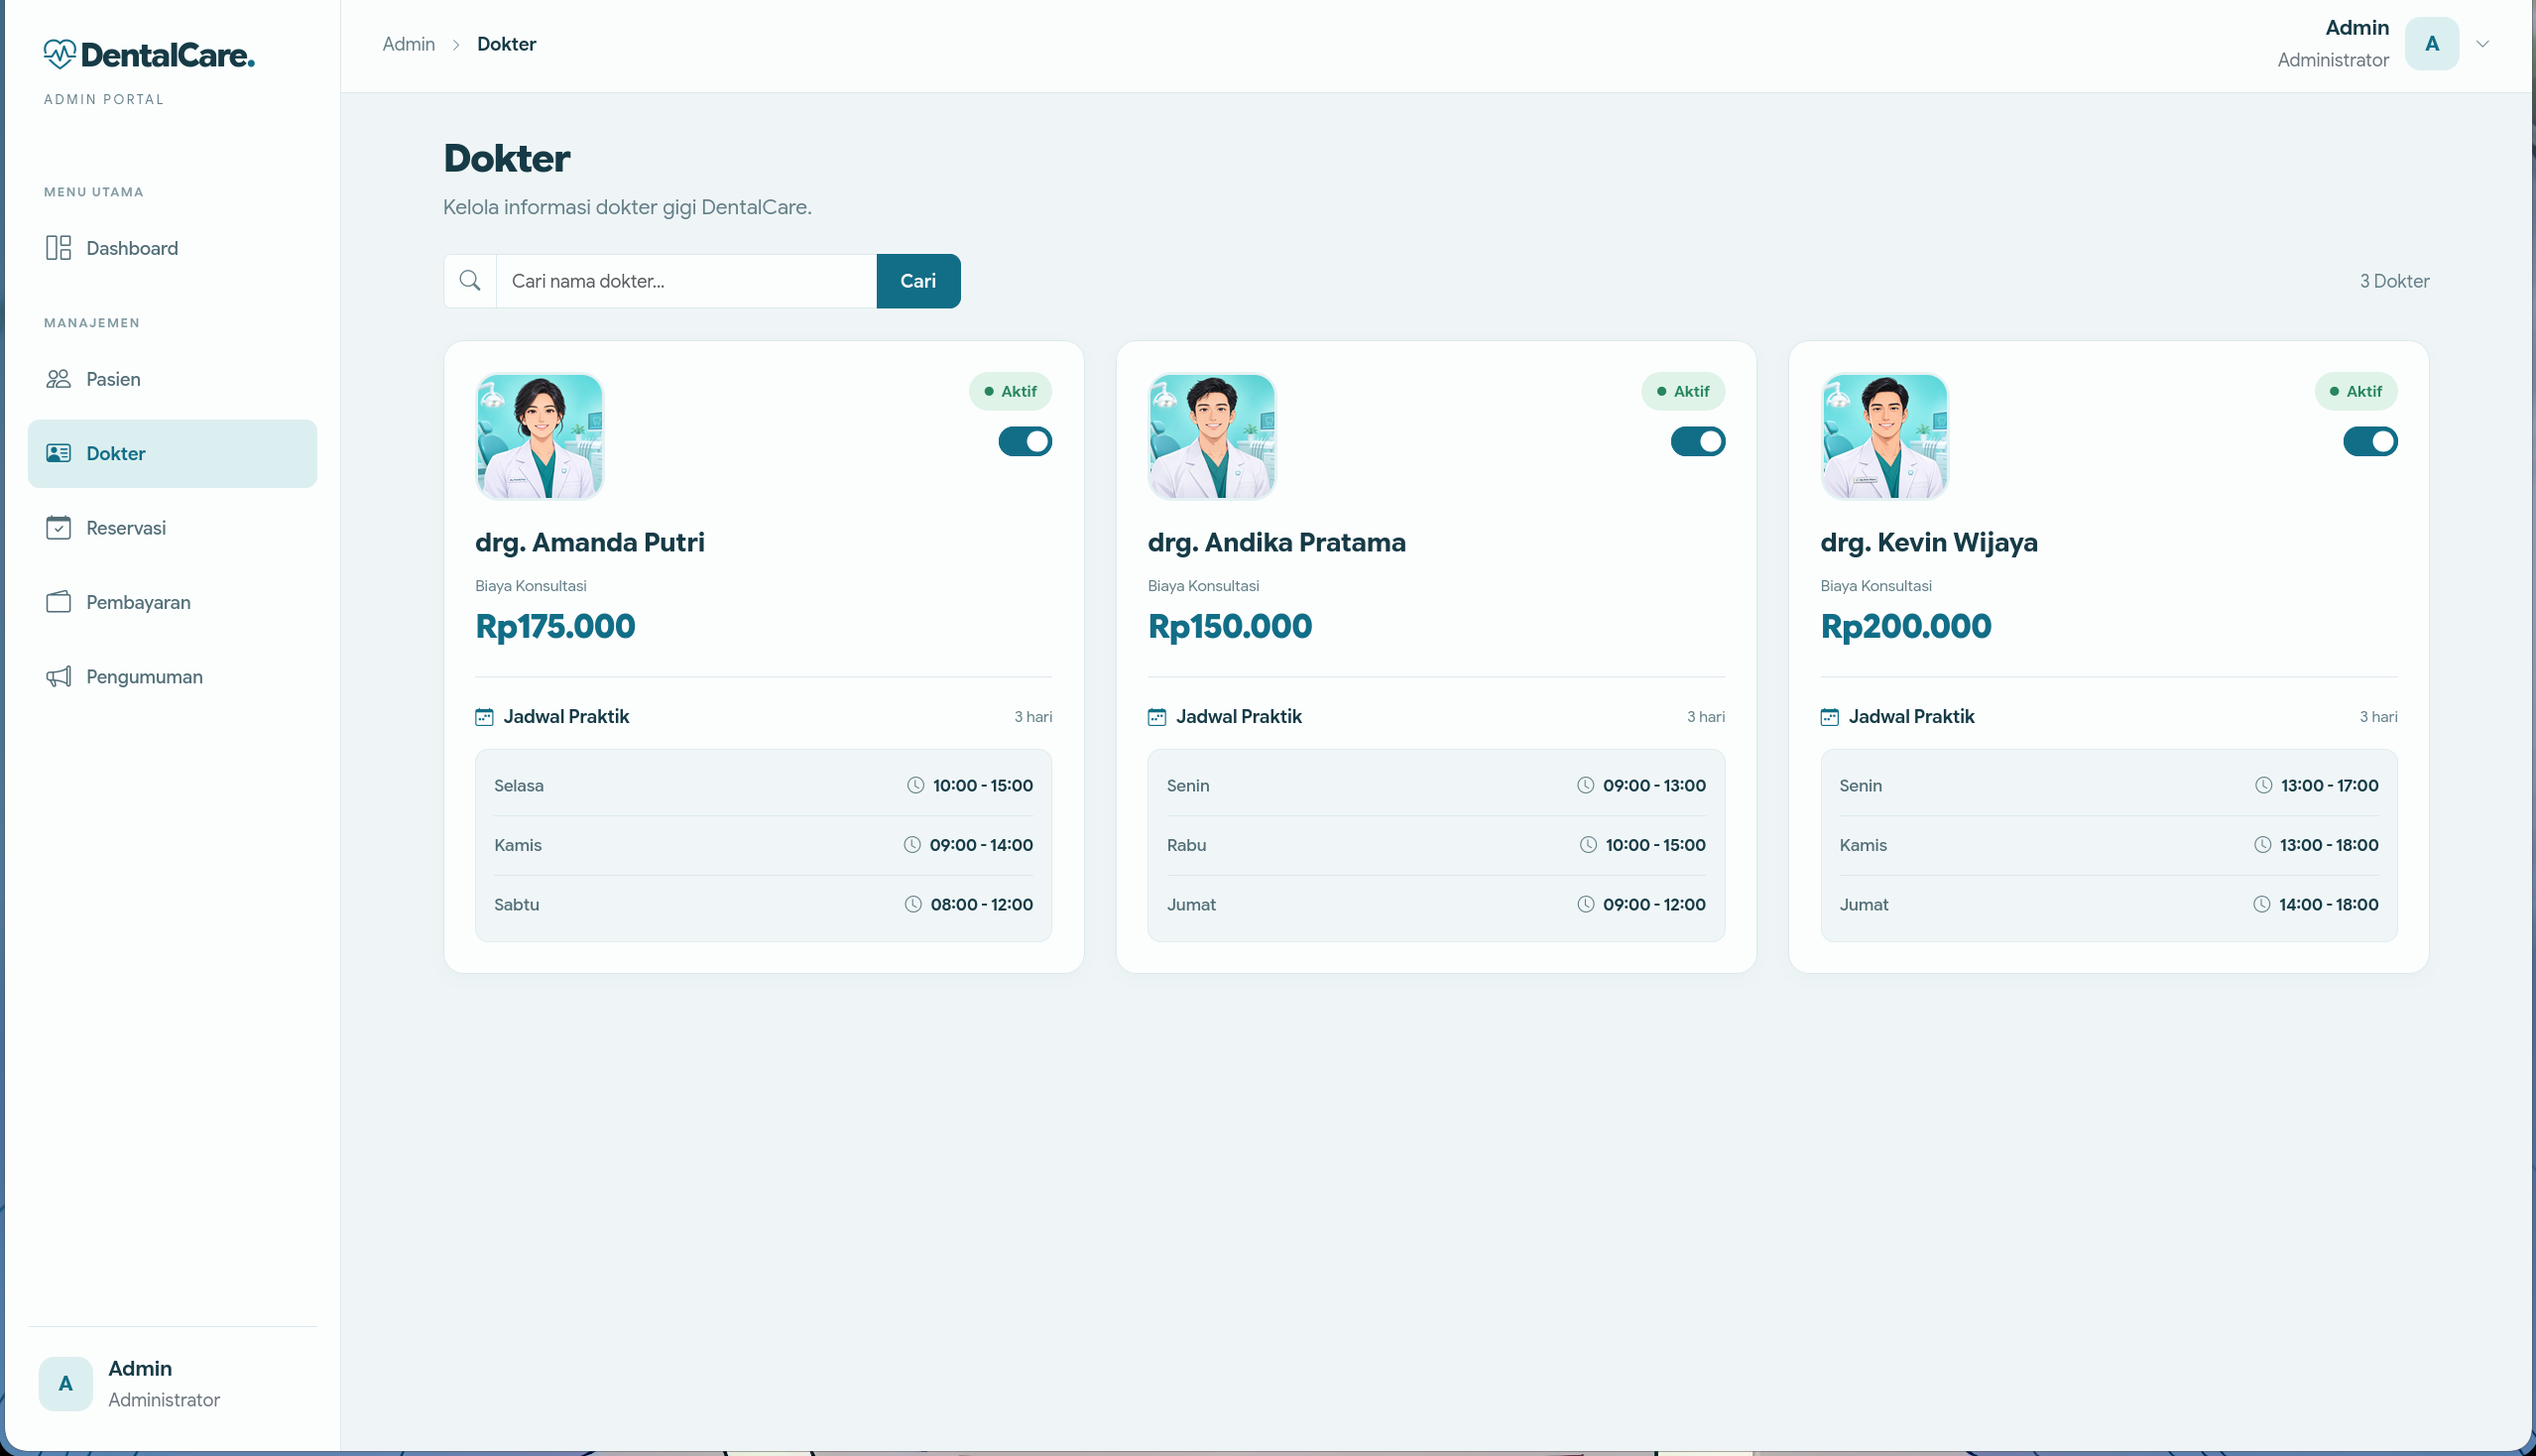 DentalCare.
ADMIN PORTAL
MENU UTAMA
Dashboard
MANAJEMEN
Pasien
Dokter
Reservasi
Pembayaran
Pengumuman
A
Admin
Administrator
Admin > Dokter
Admin
Administrator
A
Dokter
Kelola informasi dokter gigi DentalCare.
Cari nama dokter...
Cari
3 Dokter
Aktif
drg. Amanda Putri
Biaya Konsultasi
Rp175.000
Jadwal Praktik
3 hari
Selasa
10:00 - 15:00
Kamis
09:00 - 14:00
Sabtu
08:00 - 12:00
Aktif
drg. Andika Pratama
Biaya Konsultasi
Rp150.000
Jadwal Praktik
3 hari
Senin
09:00 - 13:00
Rabu
10:00 - 15:00
Jumat
09:00 - 12:00
Aktif
drg. Kevin Wijaya
Biaya Konsultasi
Rp200.000
Jadwal Praktik
3 hari
Senin
13:00 - 17:00
Kamis
13:00 - 18:00
Jumat
14:00 - 18:00